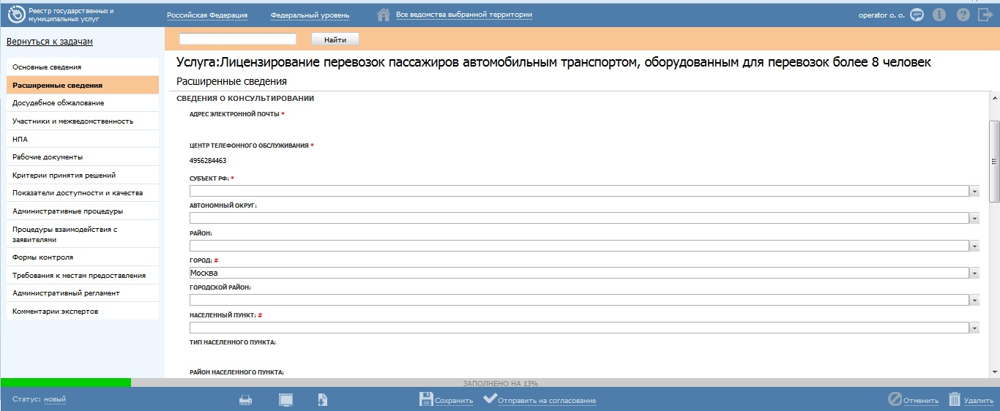 Реестр государственных и
муниципальных услуг
Российская Федерация
Федеральный уровень
Все ведомства выбранной территории
operator o. o.
Вернуться к задачам
Найти
Основные сведения
Расширенные сведения
Досудебное обжалование
Участники и межведомственность
НПА
Рабочие документы
Критерии принятия решений
Показатели доступности и качества
Административные процедуры
Процедуры взаимодействия с
заявителями
Формы контроля
Требования к местам предоставления
Административный регламент
Комментарии экспертов
Услуга:Лицензирование перевозок пассажиров автомобильным транспортом, оборудованным для перевозок более 8 человек
Расширенные сведения
СВЕДЕНИЯ О КОНСУЛЬТИРОВАНИИ
АДРЕС ЭЛЕКТРОННОЙ ПОЧТЫ *
ЦЕНТР ТЕЛЕФОННОГО ОБСЛУЖИВАНИЯ *
4956284463
СУБЪЕКТ РФ: *
АВТОНОМНЫЙ ОКРУГ:
РАЙОН:
ГОРОД: #
Москва
ГОРОДСКОЙ РАЙОН:
НАСЕЛЕННЫЙ ПУНКТ: #
ТИП НАСЕЛЕННОГО ПУНКТА:
РАЙОН НАСЕЛЕННОГО ПУНКТА:
ЗАПОЛНЕНО НА 13%
Статус: новый
Сохранить
Отправить на согласование
Отменить
Удалить